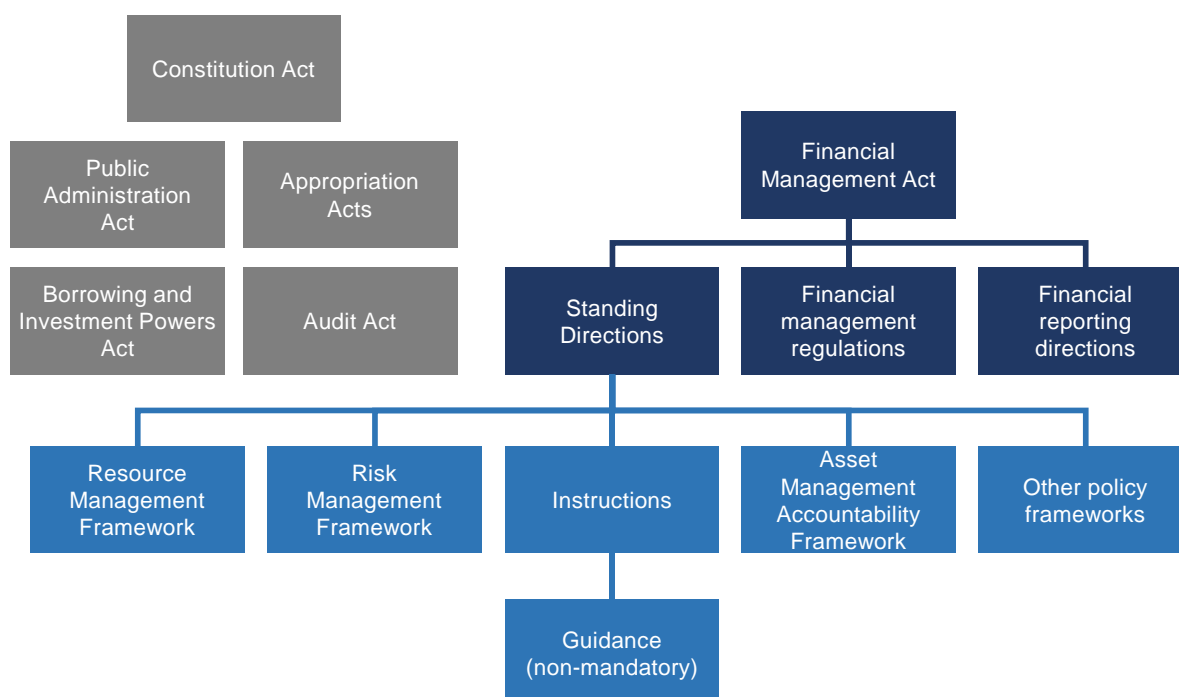 Constitution Act
Public
Administration
Act
Appropriation
Acts
Financial
Management Act
Borrowing and
Investment Powers
Act
Audit Act
Standing
Directions
Financial
management
regulations
Financial
reporting
directions
Resource
Management
Framework
Risk
Management
Framework
Instructions
Asset
Management
Accountability
Framework
Other policy
frameworks
Guidance
(non-mandatory)